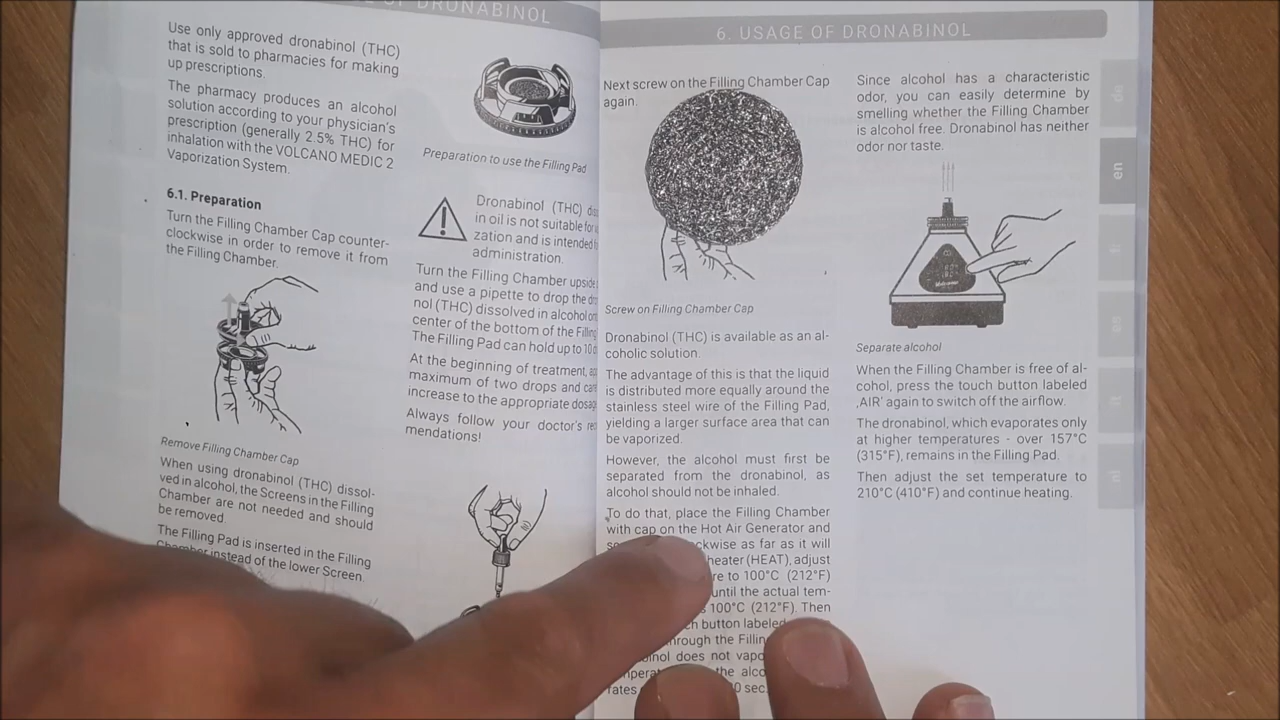 OF DRONABINOL
Use only approved dronabinol (THC)
that is sold to pharmacies for making
up prescriptions.
The pharmacy produces an alcohol
solution according to your physician's
prescription (generally 2.5% THC) for
inhalation with the VOLCANO MEDIC 2
Vaporization System.
6.1. Preparation
Turn the Filling Chamber Cap counter-
clockwise in order to remove it from
the Filling Chamber.
Remove Filling Chamber Cap
When using dronabinol (THC) dissol-
ved in alcohol, the Screens in the Filling
Chamber are not needed and should
be removed.
The Filling Pad is inserted in the Filling
Chamber instead of the lower Screen.
Preparation to use the Filling Pad
Dronabinol (THC)
in oil is not suitable for
zation and is intended
administration.
Turn the Filling Chamber upside
and use a pipette to drop the
nol (THC) dissolved in alcohol
center of the bottom of the
The Filling Pad can hold up to 10
At the beginning of treatment,
maximum of two drops and
increase to the appropriate
Always follow your doctor's
mendations!
6. USAGE OF DRONABINOL
Next screw on the Filling Chamber Cap
again.
Screw on Filling Chamber Cap
Dronabinol (THC) is available as an al-
coholic solution.
The advantage of this is that the liquid
is distributed more equally around the
stainless steel wire of the Filling Pad,
yielding a larger surface area that can
be vaporized.
However, the alcohol must first be
separated from the dronabinol, as
alcohol should not be inhaled.
To do that, place the Filling Chamber
with cap on the Hot Air Generator and
as far as it will
heater (HEAT), adjust
to 100°C (212°F)
until the actual tem-
100°C (212°F). Then
button labeled
through the
does not
the
Since alcohol has a characteristic
odor, you can easily determine by
smelling whether the Filling Chamber
is alcohol free. Dronabinol has neither
odor nor taste.
Separate alcohol
When the Filling Chamber is free of al-
cohol, press the touch button labeled
‚AIR' again to switch off the airflow.
The dronabinol, which evaporates only
at higher temperatures - over 157°C
(315°F), remains in the Filling Pad.
Then adjust the set temperature to
210°C (410°F) and continue heating.
de
en
fr
es
it
nl